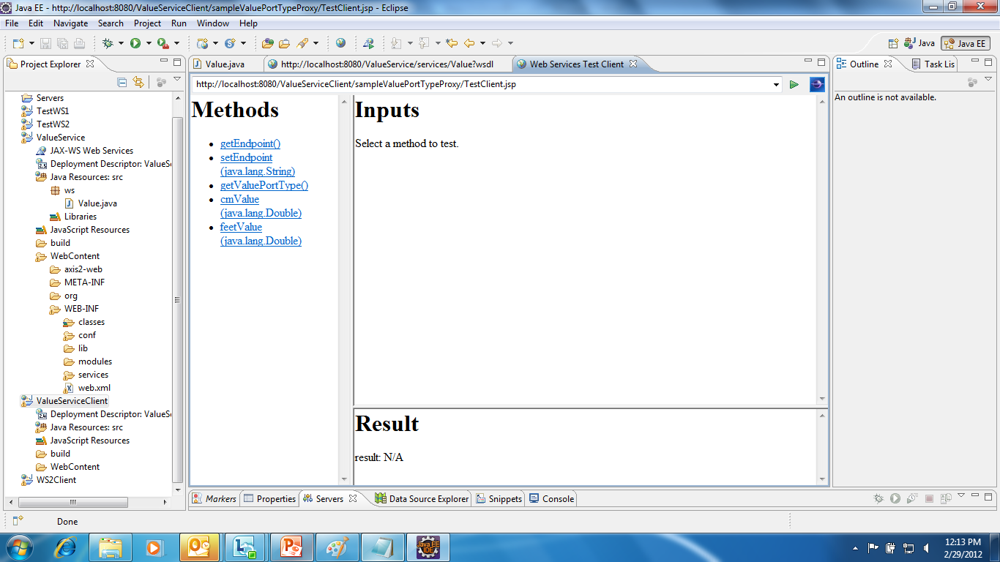 Java EE - http://localhost:8080/ValueServiceClient/sampleValuePortTypeProxy/TestClient.jsp - Eclipse
File Edit Navigate Search Project Run Window Help
Java Java EE
Project Explorer
Servers
TestWS1
TestWS2
ValueService
JAX-WS Web Services
Deployment Descriptor: ValueS
Java Resources: src
ws
Value.java
Libraries
JavaScript Resources
build
WebContent
axis2-web
META-INF
org
WEB-INF
classes
conf
lib
modules
services
web.xml
ValueServiceClient
Deployment Descriptor: ValueS
Java Resources: src
JavaScript Resources
build
WebContent
WS2Client
Value.java http://localhost:8080/ValueService/services/Value?wsdl Web Services Test Client
http://localhost:8080/ValueServiceClient/sampleValuePortTypeProxy/TestClient.jsp
Methods
getEndpoint()
setEndpoint
(java.lang.String)
getValuePortType()
cmValue
(java.lang.Double)
feetValue
(java.lang.Double)
Inputs
Select a method to test.
Result
result: N/A
Outline Task Lis
An outline is not available.
Markers Properties Servers Data Source Explorer Snippets Console
Done
Java EE
IDE
12:13 PM
2/29/2012